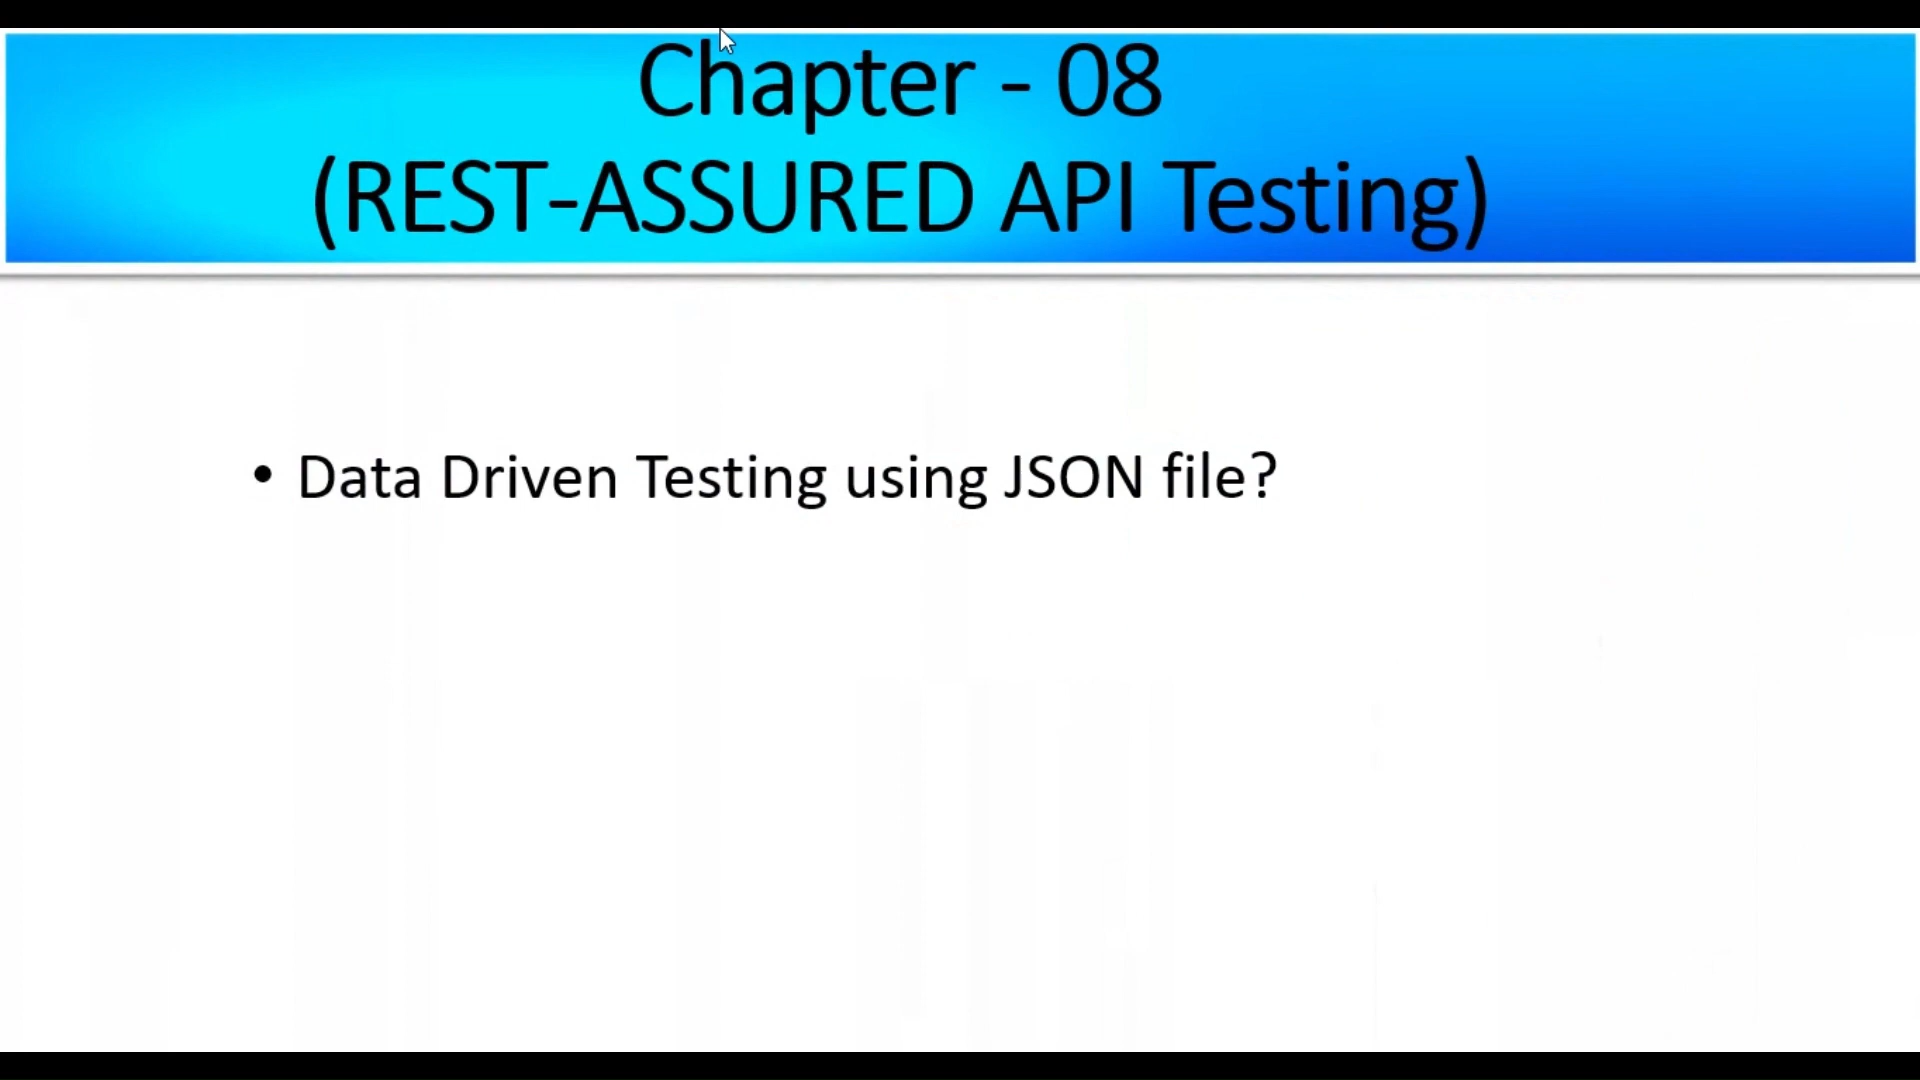 Chapter - 08
(REST-ASSURED API Testing)
• Data Driven Testing using JSON file?